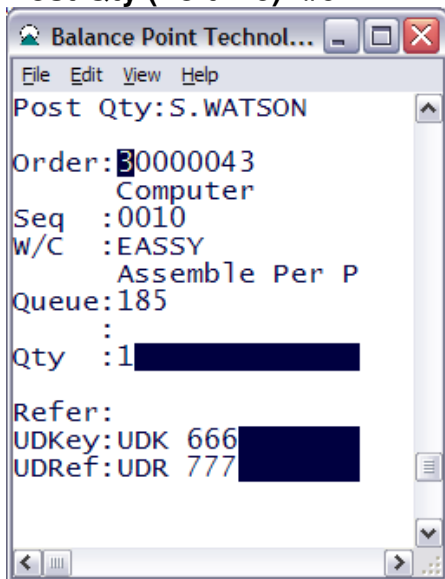 Balance Point Technol...
File Edit View Help
Post Qty:S.WATSON
Order:30000043
Computer
Seq :0010
W/C :EASSY
Assemble Per P
Queue:185
:
Qty :1
Refer:
UDKey:UDK 666
UDRef:UDR 777